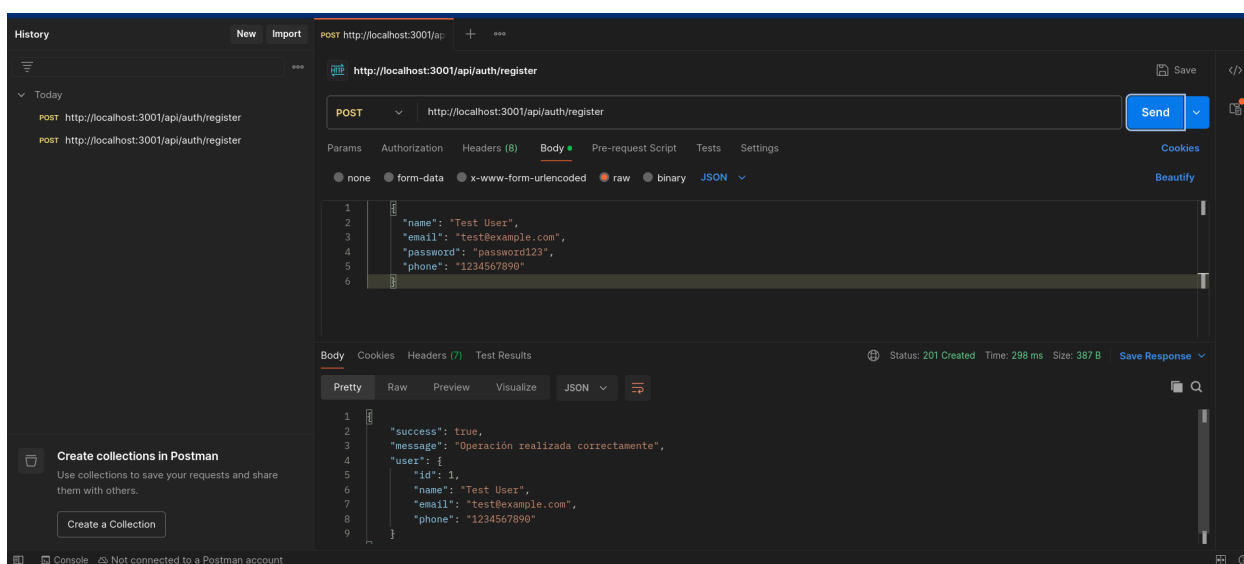 History New Import
POST http://localhost:3001/ap
http://localhost:3001/api/auth/register
Save
Today
POST http://localhost:3001/api/auth/register
POST http://localhost:3001/api/auth/register
POST http://localhost:3001/api/auth/register Send
Params Authorization Headers (8) Body Pre-request Script Tests Settings Cookies
none form-data x-www-form-urlencoded raw binary JSON Beautify
1 {
2 "name": "Test User",
3 "email": "test@example.com",
4 "password": "password123",
5 "phone": "1234567890"
6 }
Body Cookies Headers (7) Test Results Status: 201 Created Time: 298 ms Size: 387 B Save Response
Pretty Raw Preview Visualize JSON
1 {
2 "success": true,
3 "message": "Operación realizada correctamente",
4 "user": {
5 "id": 1,
6 "name": "Test User",
7 "email": "test@example.com",
8 "phone": "1234567890"
9 }
Create collections in Postman
Use collections to save your requests and share
them with others.
Create a Collection
Console Not connected to a Postman account